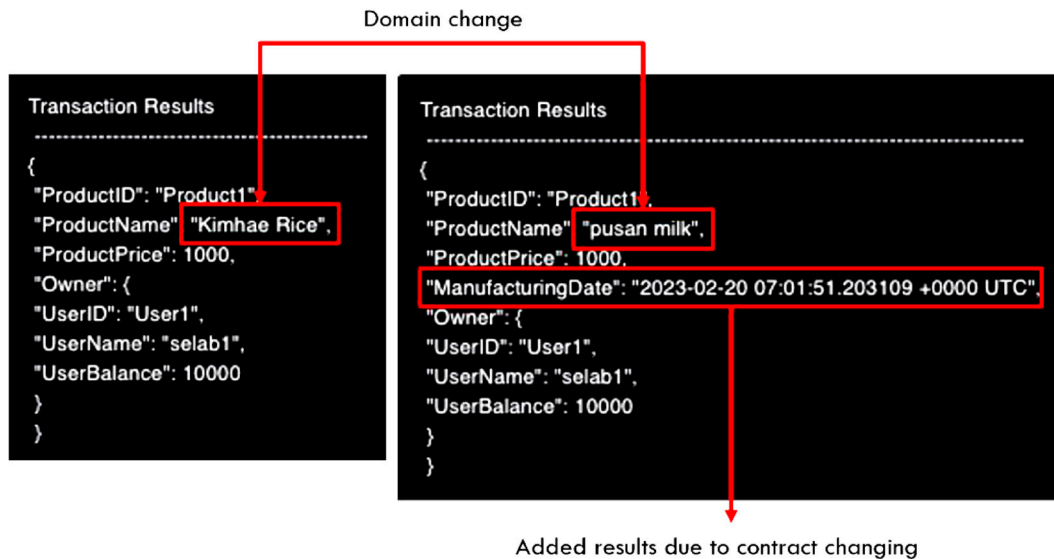 Domain change
Transaction Results
{
"ProductID": "Product1",
"ProductName" "Kimhae Rice",
"ProductPrice": 1000,
"Owner": {
"UserID": "User1",
"UserName": "selab1",
"UserBalance": 10000
}
}
Transaction Results
{
"ProductID": "Product1",
"ProductName" "pusan milk",
"ProductPrice": 1000,
"ManufacturingDate": "2023-02-20 07:01:51.203109 +0000 UTC",
"Owner": {
"UserID": "User1",
"UserName": "selab1",
"UserBalance": 10000
}
}
Added results due to contract changing